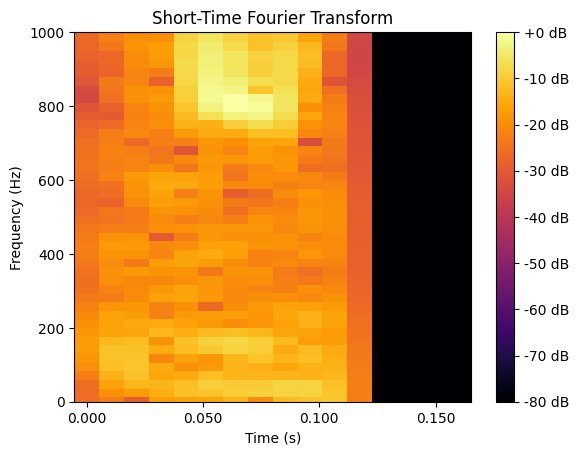 Short-Time Fourier Transform
1000
800
600
400
200
0
Frequency (Hz)
0.000
0.050
0.100
0.150
Time (s)
+0 dB
-10 dB
-20 dB
-30 dB
-40 dB
-50 dB
-60 dB
-70 dB
-80 dB